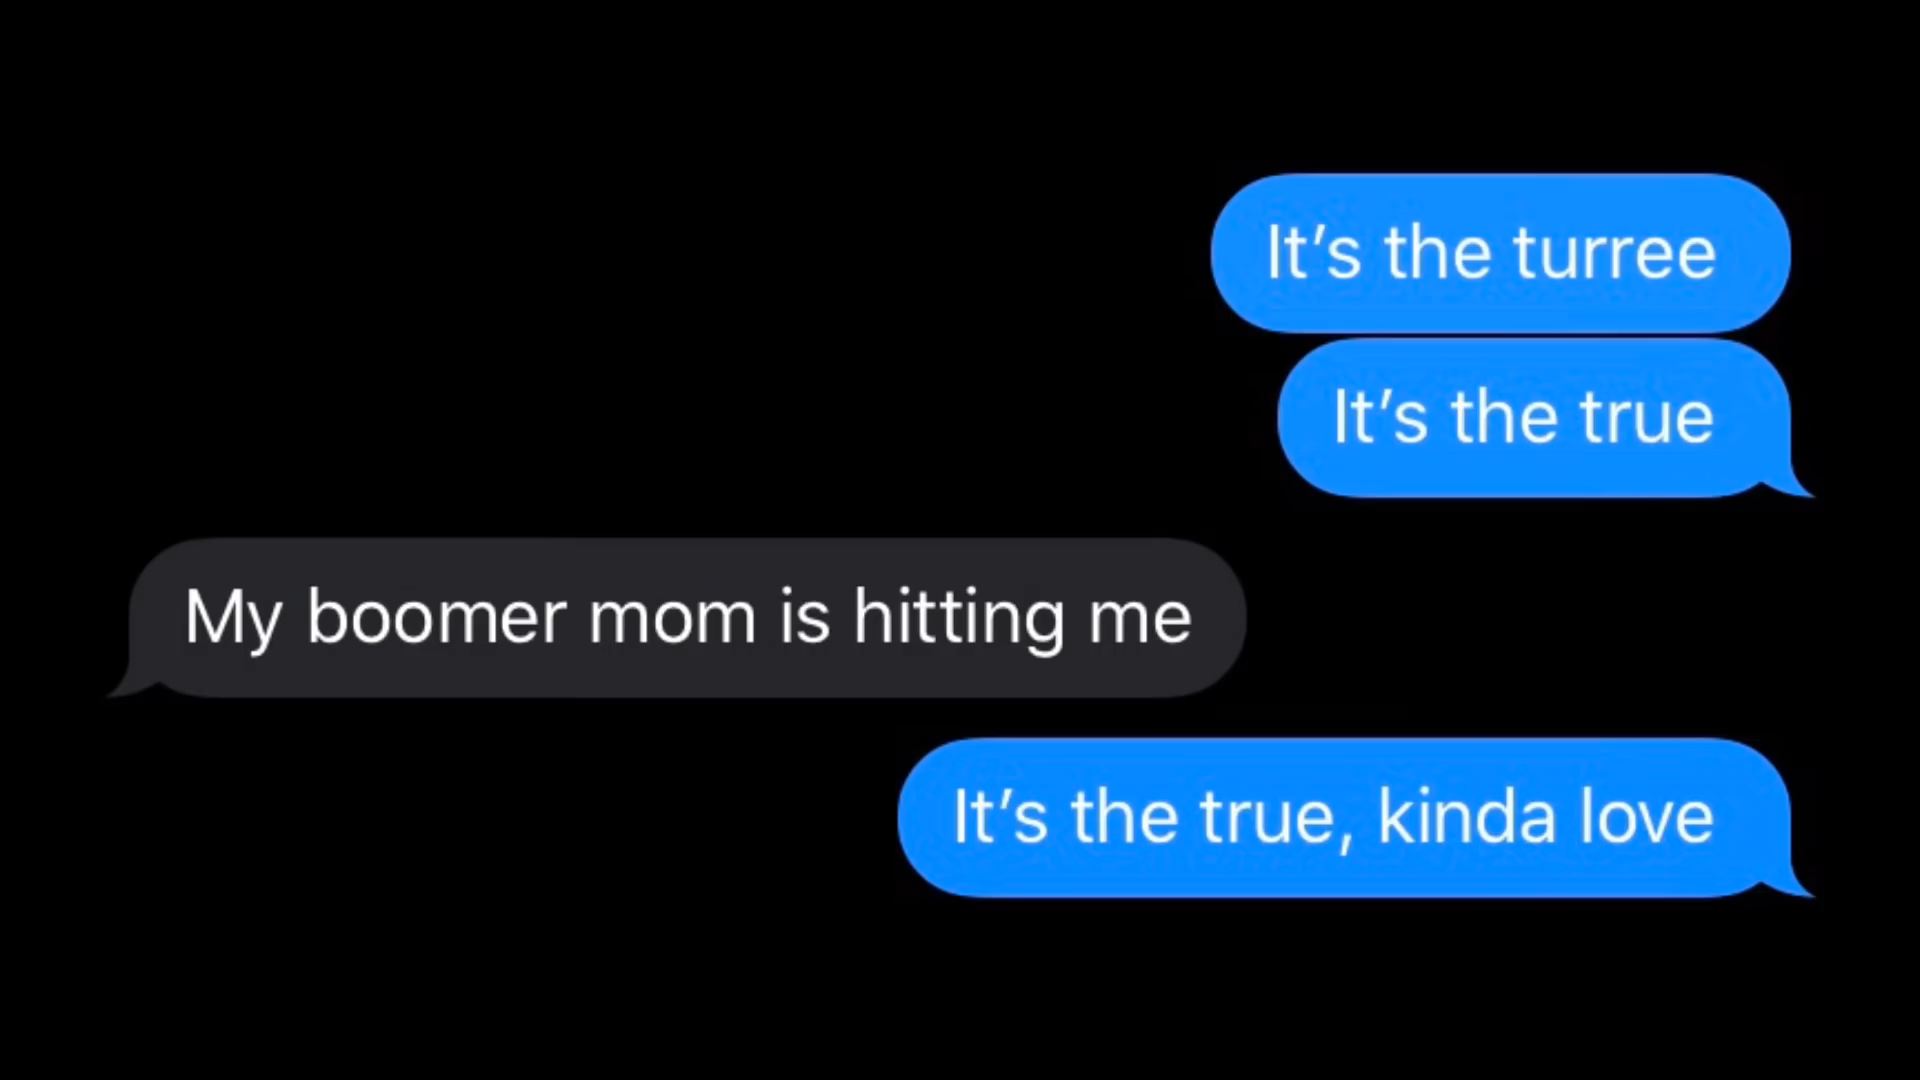 It’s the turree
It’s the true
My boomer mom is hitting me
It’s the true, kinda love